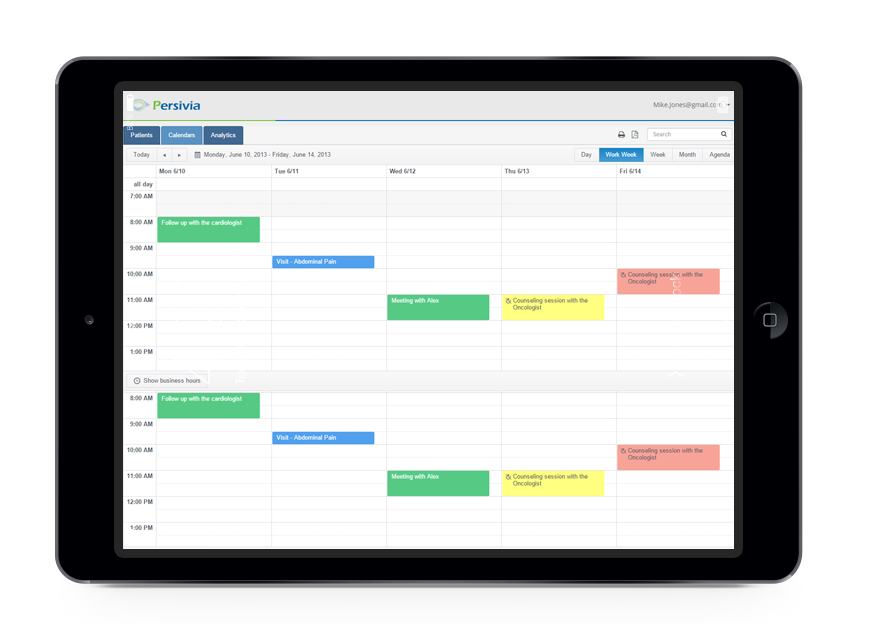 Persivia
Mike.jones@gmail.com
Patients Calendars Analytics Search
Today Monday, June 10, 2013 - Friday, June 14, 2013 Day Work Week Week Month Agenda
Mon 6/10 Tue 6/11 Wed 6/12 Thu 6/13 Fri 6/14
all day
7:00 AM
8:00 AM Follow up with the cardiologist
9:00 AM
Visit - Abdominal Pain
10:00 AM Counseling session with the
Oncologist
11:00 AM Meeting with Alex Counseling session with the
Oncologist
12:00 PM
1:00 PM
Show business hours
8:00 AM Follow up with the cardiologist
9:00 AM
Visit - Abdominal Pain
10:00 AM Counseling session with the
Oncologist
11:00 AM Meeting with Alex Counseling session with the
Oncologist
12:00 PM
1:00 PM